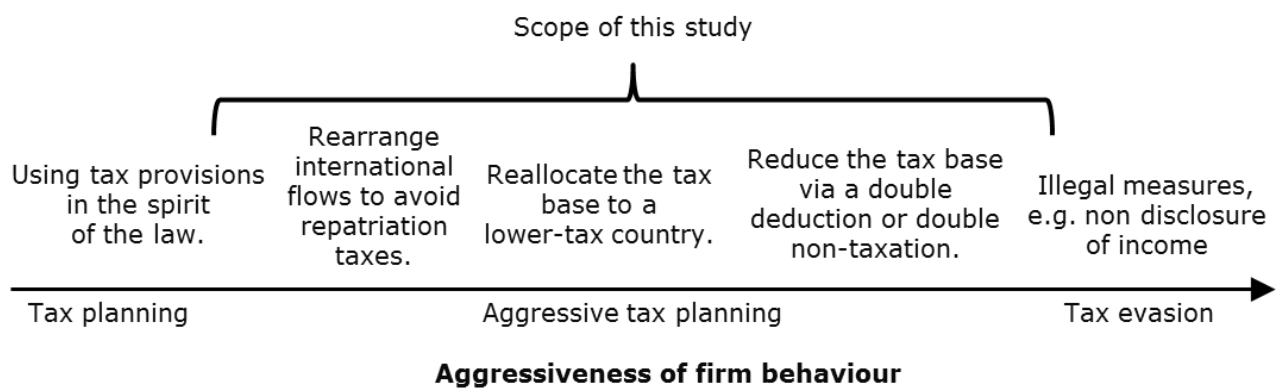 Scope of this study
Using tax provisions
in the spirit
of the law.
Rearrange
international
flows to avoid
repatriation
taxes.
Reallocate the tax
base to a
lower-tax country.
Reduce the tax base
via a double
deduction or double
non-taxation.
Illegal measures,
e.g. non disclosure
of income
Tax planning
Aggressive tax planning
Tax evasion
Aggressiveness of firm behaviour